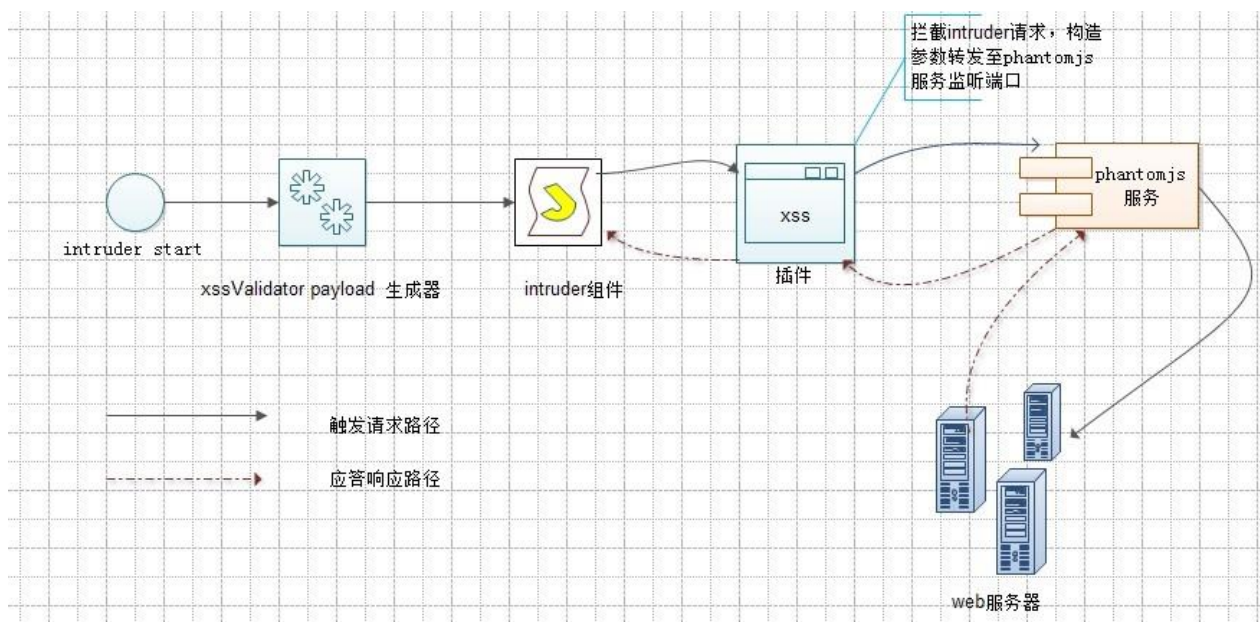 拦截intruder请求，构造
参数转发至phantomjs
服务监听端口
phantomjs
服务
xss
intruder start
xssValidator payload 生成器
intruder组件
插件
触发请求路径
应答响应路径
web服务器